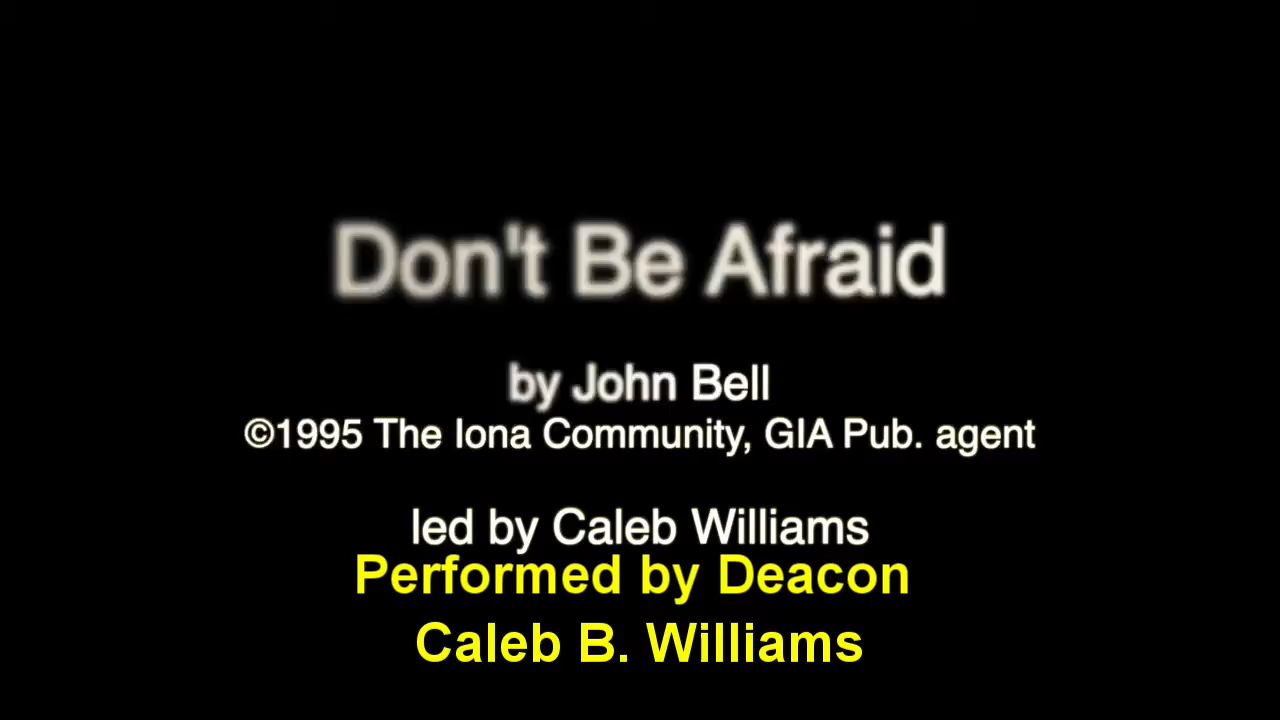 Don't Be Afraid
by John Bell
©1995 The Iona Community, GIA Pub. agent
led by Caleb Williams
Performed by Deacon
Caleb B. Williams